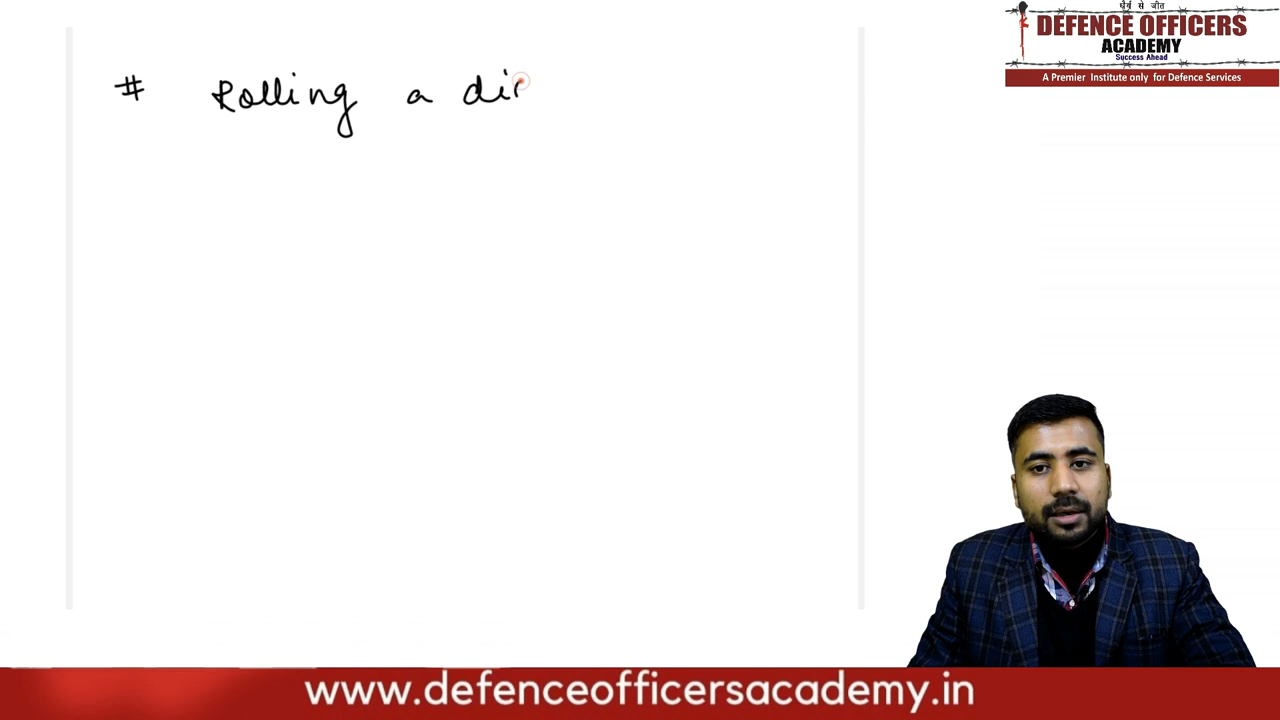 धैर्य से जीत
DEFENCE OFFICERS
ACADEMY
Success Ahead
A Premier Institute only for Defence Services
# Rolling a di
www.defenceofficersacademy.in